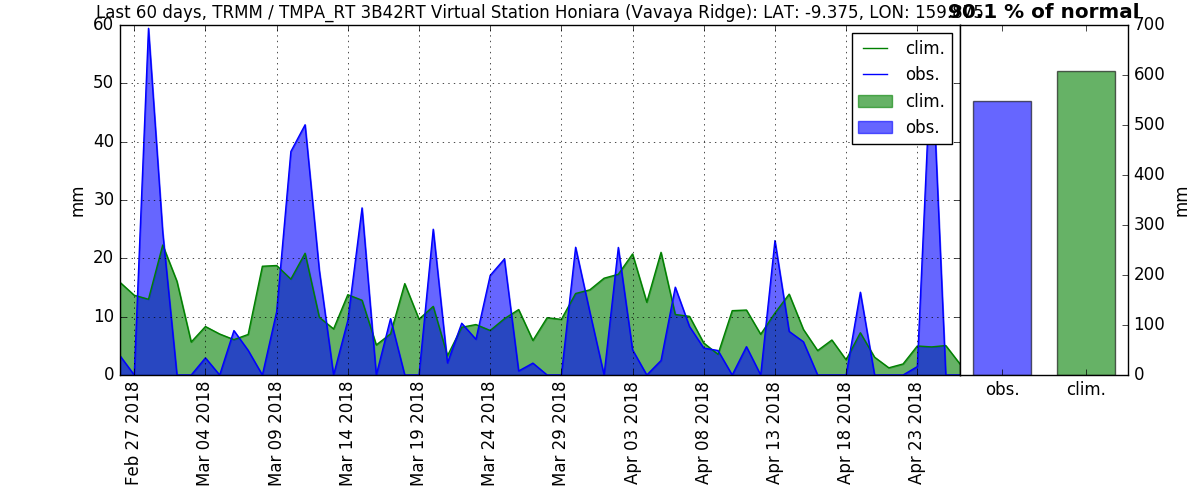 Last 60 days, TRMM / TMPA_RT 3B42RT Virtual Station Honiara (Vavaya Ridge): LAT: -9.375, LON:
90.1 % of normal
60
50
40
30
20
10
0
mm
clim.
obs.
clim.
obs.
700
600
500
400
300
200
100
0
mm
obs.
clim.
Feb 27 2018
Mar 04 2018
Mar 09 2018
Mar 14 2018
Mar 19 2018
Mar 24 2018
Mar 29 2018
Apr 03 2018
Apr 08 2018
Apr 13 2018
Apr 18 2018
Apr 23 2018